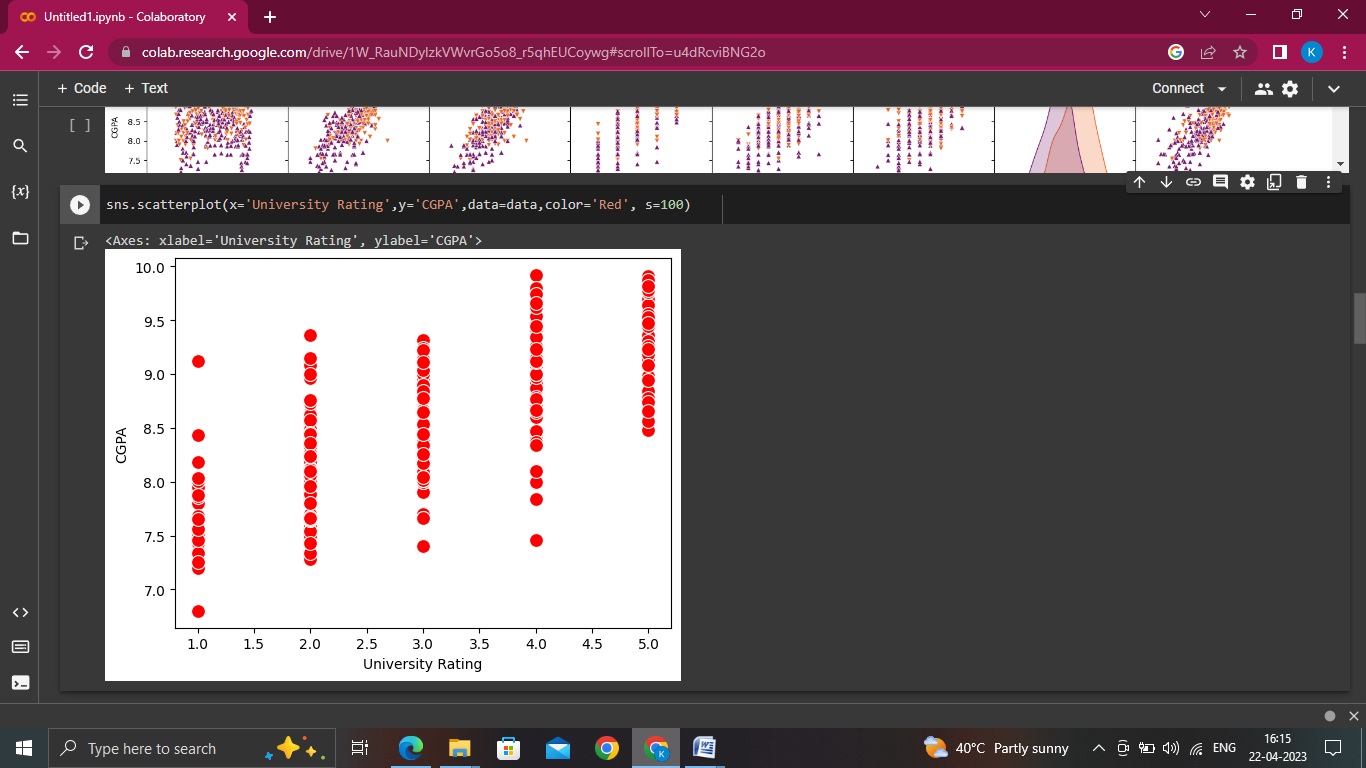 Untitled1.ipynb - Colaboratory
colab.research.google.com/drive/1W_RauNDylzkVWvrGo5o8_r5qhEUCoywg#scrollTo=u4dRcviBNG2o
K
+ Code + Text
Connect
[ ]
CGPA
8.5
8.0
7.5
{x}
sns.scatterplot(x='University Rating',y='CGPA',data=data,color='Red', s=100)
<Axes: xlabel='University Rating', ylabel='CGPA'>
10.0
9.5
9.0
8.5
8.0
7.5
7.0
CGPA
1.0 1.5 2.0 2.5 3.0 3.5 4.0 4.5 5.0
University Rating
Type here to search
K
40°C Partly sunny
ENG
16:15
22-04-2023